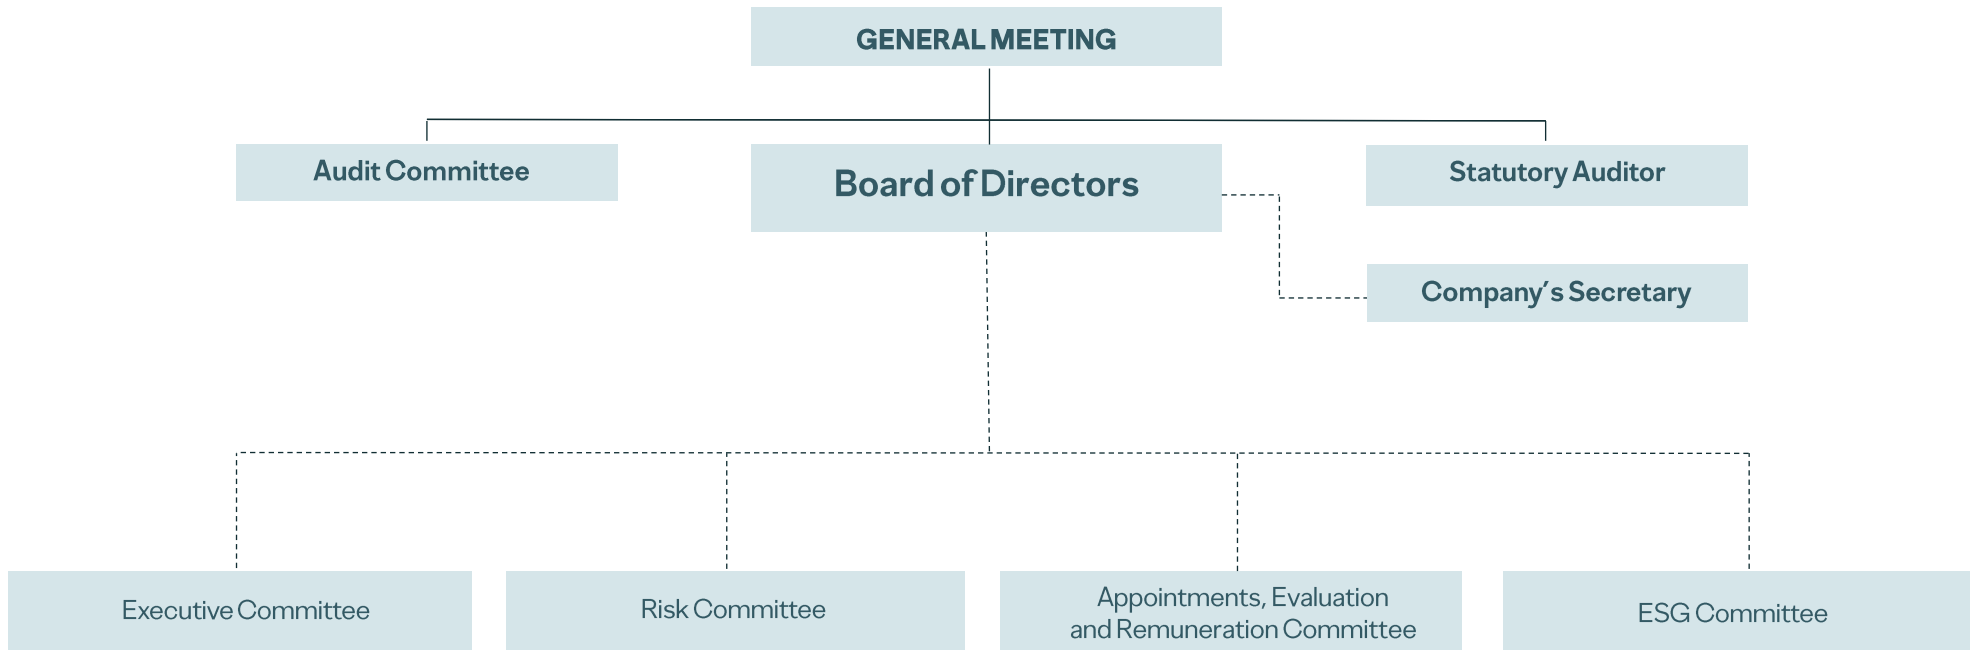 GENERAL MEETING
Audit Committee
Board of Directors
Statutory Auditor
Company´s Secretary
Executive Committee
Risk Committee
Appointments, Evaluation
and Remuneration Committee
ESG Committee